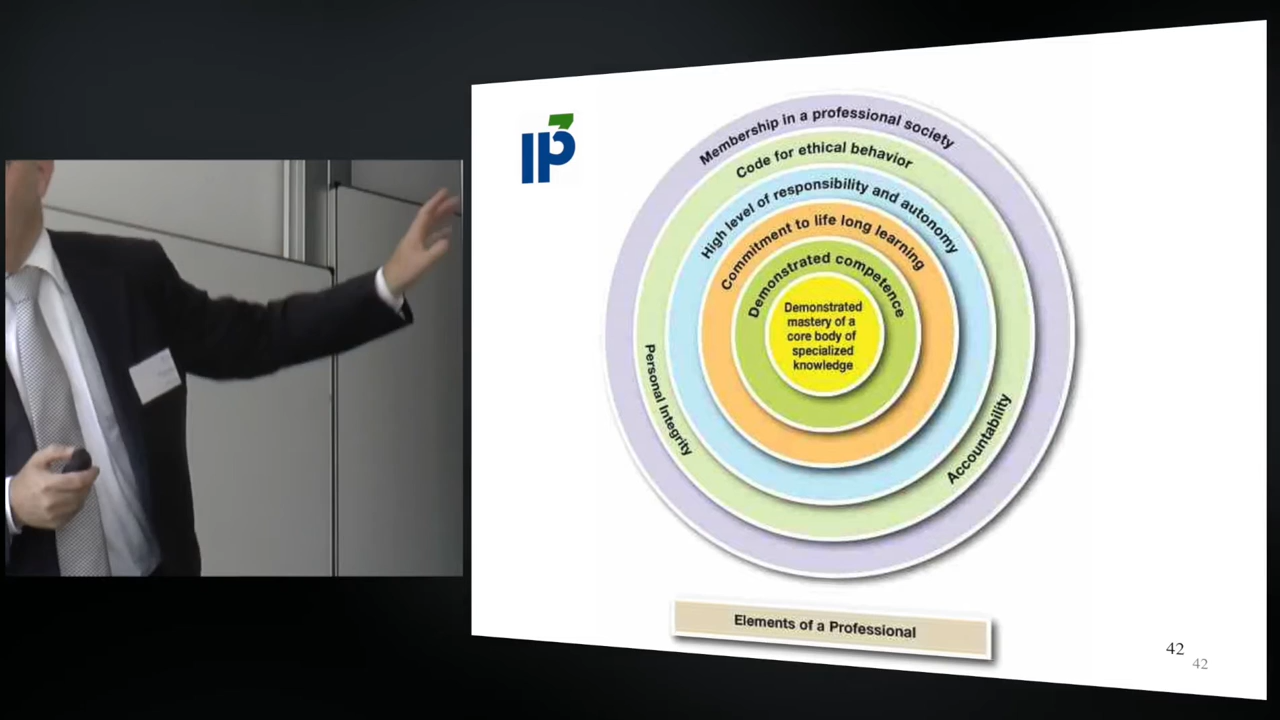 IP3
Membership in a professional society
Code for ethical behavior
High level of responsibility and autonomy
Commitment to life long learning
Demonstrated competence
Demonstrated
mastery of a
core body of
specialized
knowledge
Personal Integrity
Accountability
Elements of a Professional
42
42